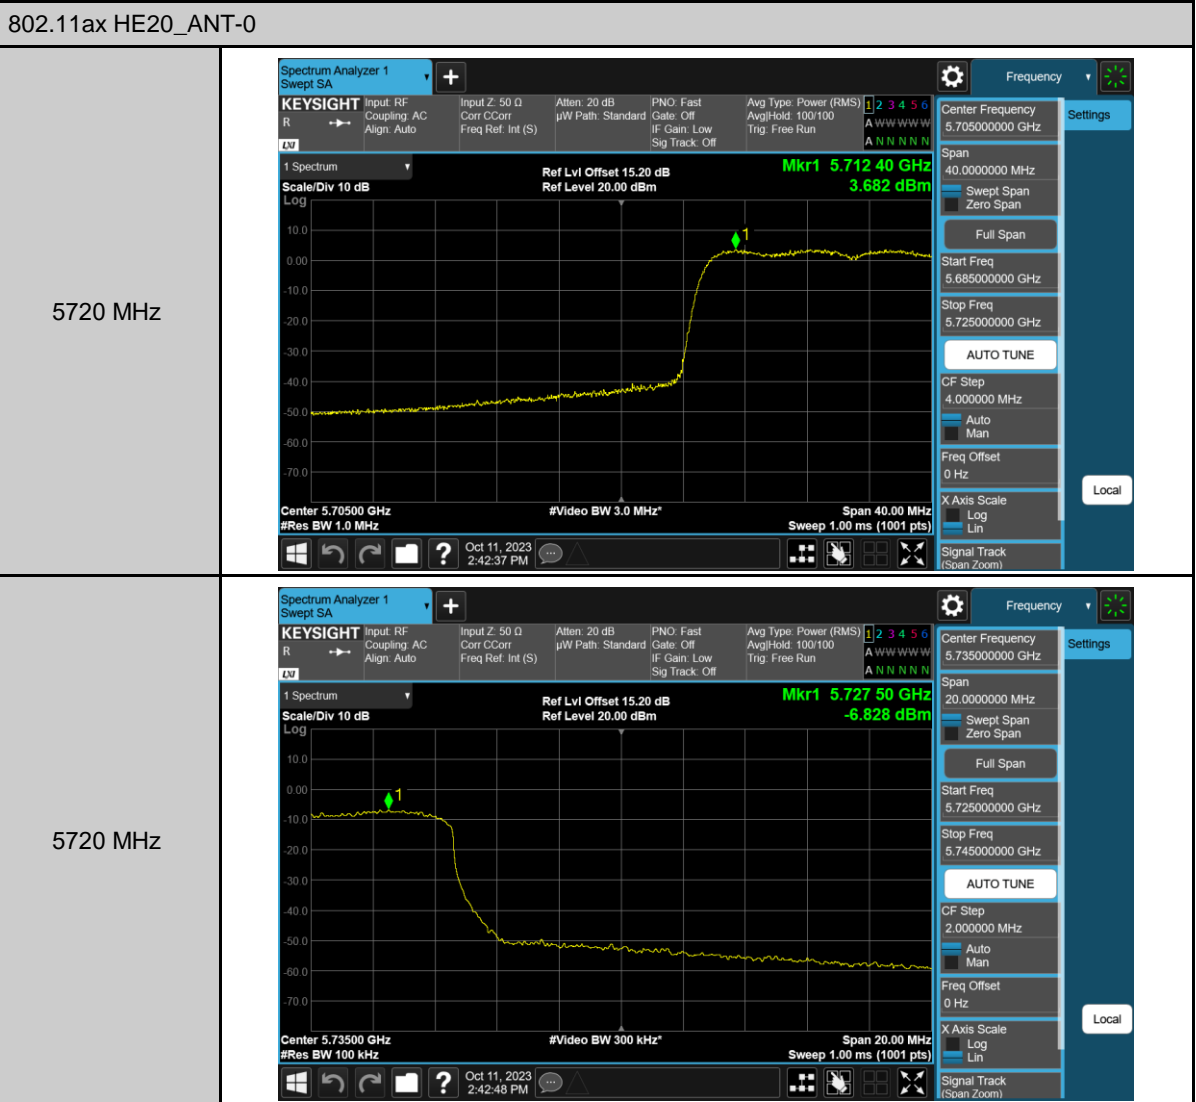 802.11ax HE20_ANT-0
5720 MHz
Spectrum Analyzer 1
Swept SA
+
Frequency
KEYSIGHT
R
LXI
Input: RF
Coupling: AC
Align: Auto
Input Z: 50 Ω
Corr CCorr
Freq Ref: Int (S)
Atten: 20 dB
µW Path: Standard
PNO: Fast
Gate: Off
IF Gain: Low
Sig Track: Off
Avg Type: Power (RMS)
Avg|Hold: 100/100
Trig: Free Run
1 2 3 4 5 6
A W W W W W
A N N N N N
1 Spectrum
Scale/Div 10 dB
Log
Ref Lvl Offset 15.20 dB
Ref Level 20.00 dBm
Mkr1 5.712 40 GHz
3.682 dBm
1
10.0
0.00
-10.0
-20.0
-30.0
-40.0
-50.0
-60.0
-70.0
Center 5.70500 GHz
#Res BW 1.0 MHz
#Video BW 3.0 MHz*
Span 40.00 MHz
Sweep 1.00 ms (1001 pts)
?
Oct 11, 2023
2:42:37 PM
Center Frequency
5.705000000 GHz
Settings
Span
40.0000000 MHz
Swept Span
Zero Span
Full Span
Start Freq
5.685000000 GHz
Stop Freq
5.725000000 GHz
AUTO TUNE
CF Step
4.000000 MHz
Auto
Man
Freq Offset
0 Hz
X Axis Scale
Log
Lin
Local
Signal Track
(Span Zoom)
5720 MHz
Spectrum Analyzer 1
Swept SA
+
Frequency
KEYSIGHT
R
LXI
Input: RF
Coupling: AC
Align: Auto
Input Z: 50 Ω
Corr CCorr
Freq Ref: Int (S)
Atten: 20 dB
µW Path: Standard
PNO: Fast
Gate: Off
IF Gain: Low
Sig Track: Off
Avg Type: Power (RMS)
Avg|Hold: 100/100
Trig: Free Run
1 2 3 4 5 6
A W W W W W
A N N N N N
1 Spectrum
Scale/Div 10 dB
Log
Ref Lvl Offset 15.20 dB
Ref Level 20.00 dBm
Mkr1 5.727 50 GHz
-6.828 dBm
1
10.0
0.00
-10.0
-20.0
-30.0
-40.0
-50.0
-60.0
-70.0
Center 5.73500 GHz
#Res BW 100 kHz
#Video BW 300 kHz*
Span 20.00 MHz
Sweep 1.00 ms (1001 pts)
?
Oct 11, 2023
2:42:48 PM
Center Frequency
5.735000000 GHz
Settings
Span
20.0000000 MHz
Swept Span
Zero Span
Full Span
Start Freq
5.725000000 GHz
Stop Freq
5.745000000 GHz
AUTO TUNE
CF Step
2.000000 MHz
Auto
Man
Freq Offset
0 Hz
X Axis Scale
Log
Lin
Local
Signal Track
(Span Zoom)